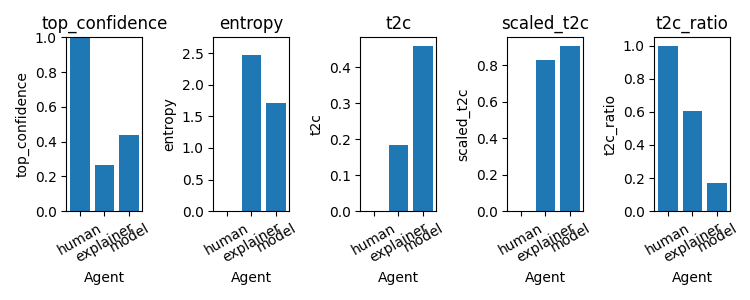 top_confidence
top_confidence
1.0
0.8
0.6
0.4
0.2
0.0
human
explainer
model
Agent
entropy
entropy
2.5
2.0
1.5
1.0
0.5
0.0
human
explainer
model
Agent
t2c
t2c
0.4
0.3
0.2
0.1
0.0
human
explainer
model
Agent
scaled_t2c
scaled_t2c
0.8
0.6
0.4
0.2
0.0
human
explainer
model
Agent
t2c_ratio
t2c_ratio
1.0
0.8
0.6
0.4
0.2
0.0
human
explainer
model
Agent